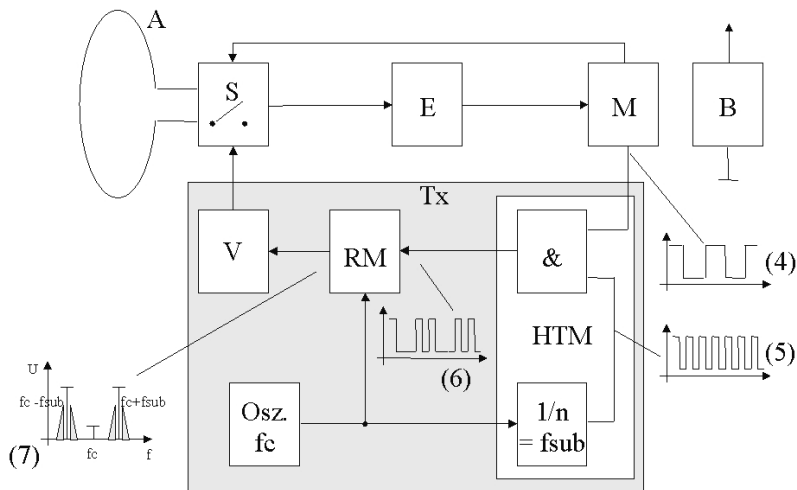 A
S
E
M
B
Tx
V
RM
&
(4)
HTM
(5)
(6)
U
fc -fsub
fc+fsub
Osz.
fc
1/n
= fsub
(7)
fc
f